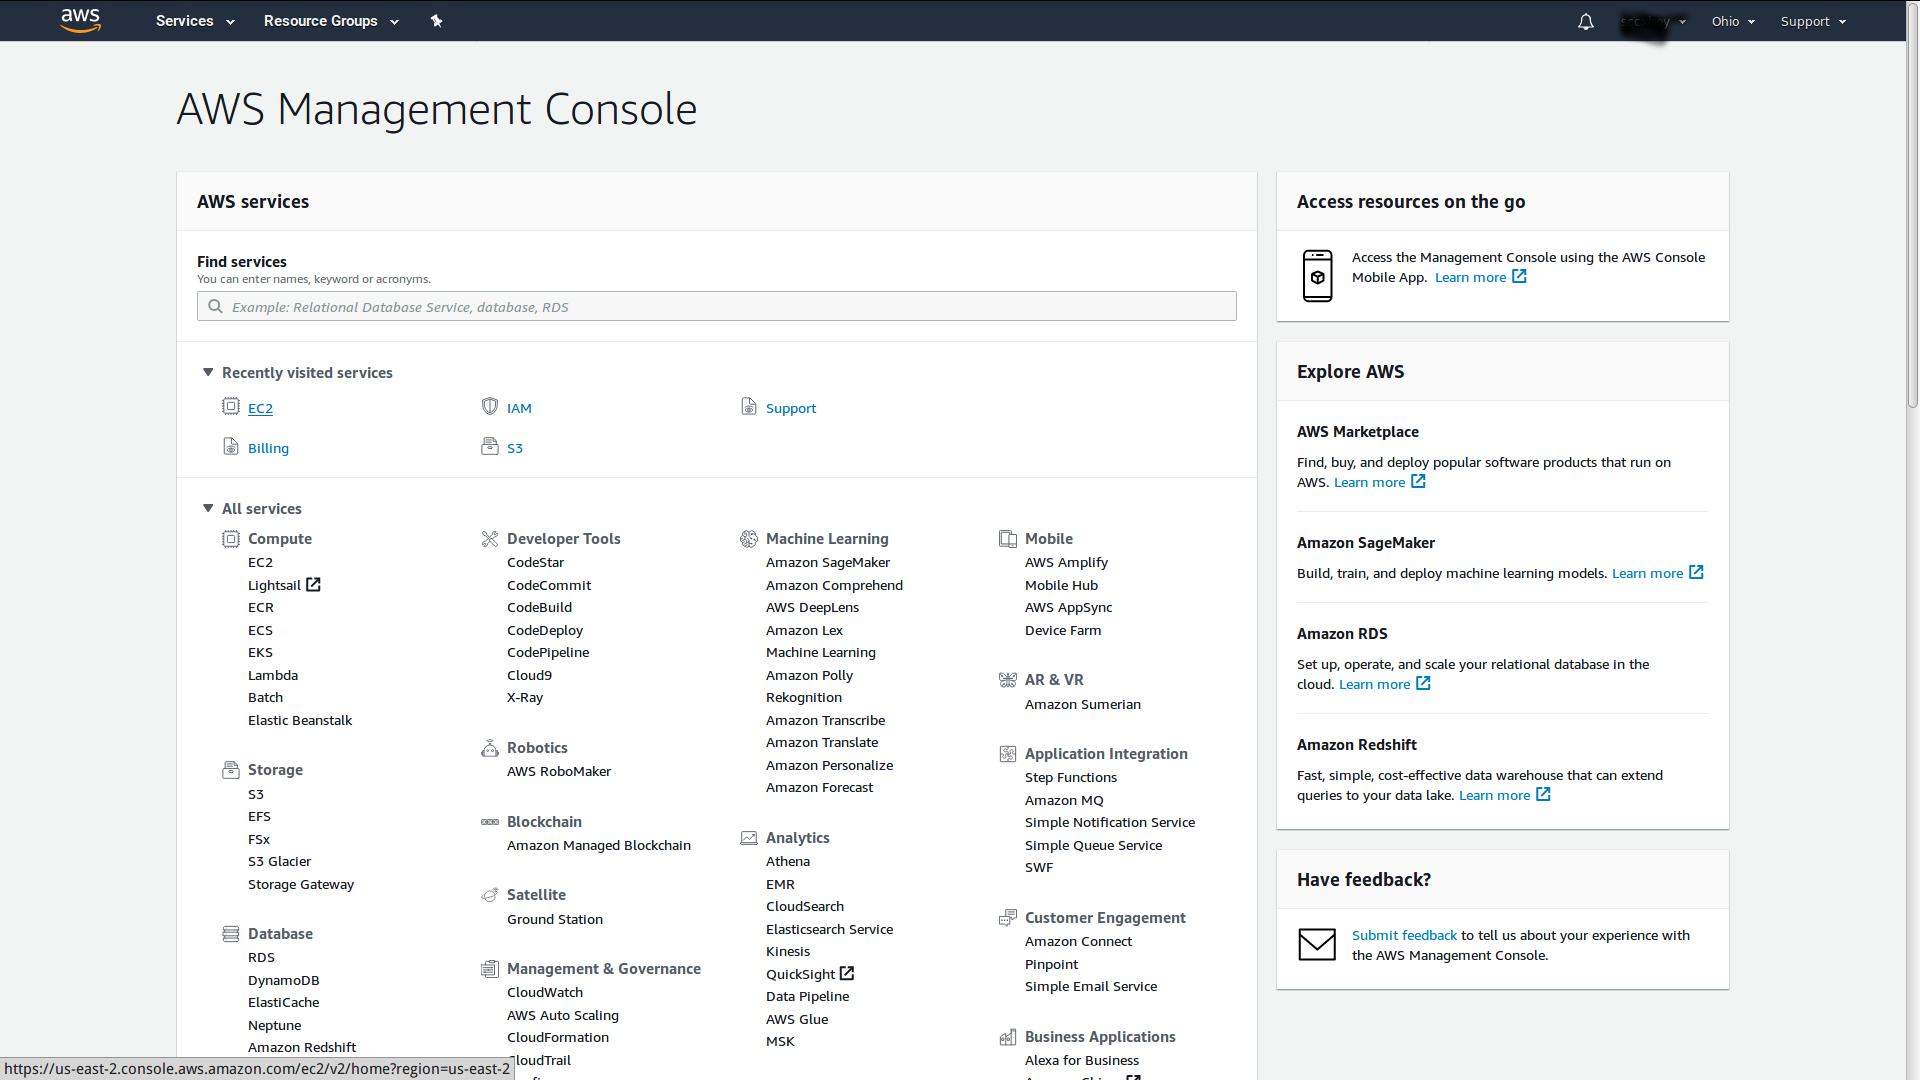 aws Services Resource Groups Ohio Support
AWS Management Console
AWS services
Find services
You can enter names, keyword or acronyms.
Example: Relational Database Service, database, RDS
Recently visited services
EC2
IAM
Support
Billing
S3
All services
Compute
EC2
Lightsail
ECR
ECS
EKS
Lambda
Batch
Elastic Beanstalk
Storage
S3
EFS
FSx
S3 Glacier
Storage Gateway
Database
RDS
DynamoDB
ElastiCache
Neptune
Amazon Redshift
Developer Tools
CodeStar
CodeCommit
CodeBuild
CodeDeploy
CodePipeline
Cloud9
X-Ray
Robotics
AWS RoboMaker
Blockchain
Amazon Managed Blockchain
Satellite
Ground Station
Management & Governance
CloudWatch
AWS Auto Scaling
CloudFormation
CloudTrail
Machine Learning
Amazon SageMaker
Amazon Comprehend
AWS DeepLens
Amazon Lex
Machine Learning
Amazon Polly
Rekognition
Amazon Transcribe
Amazon Translate
Amazon Personalize
Amazon Forecast
Analytics
Athena
EMR
CloudSearch
Elasticsearch Service
Kinesis
QuickSight
Data Pipeline
AWS Glue
MSK
Mobile
AWS Amplify
Mobile Hub
AWS AppSync
Device Farm
AR & VR
Amazon Sumerian
Application Integration
Step Functions
Amazon MQ
Simple Notification Service
Simple Queue Service
SWF
Customer Engagement
Amazon Connect
Pinpoint
Simple Email Service
Business Applications
Alexa for Business
Access resources on the go
Access the Management Console using the AWS Console
Mobile App. Learn more
Explore AWS
AWS Marketplace
Find, buy, and deploy popular software products that run on
AWS. Learn more
Amazon SageMaker
Build, train, and deploy machine learning models. Learn more
Amazon RDS
Set up, operate, and scale your relational database in the
cloud. Learn more
Amazon Redshift
Fast, simple, cost-effective data warehouse that can extend
queries to your data lake. Learn more
Have feedback?
Submit feedback to tell us about your experience with
the AWS Management Console.
https://us-east-2.console.aws.amazon.com/ec2/v2/home?region=us-east-2